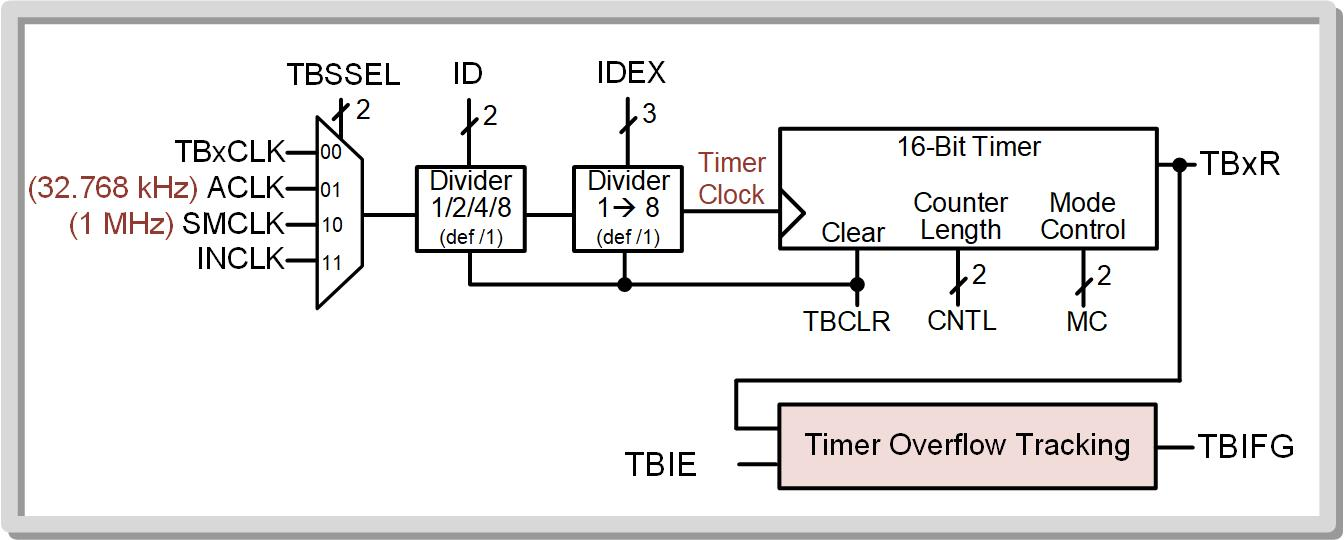 TBSSEL
2
ID
2
IDEX
3
TBxCLK
00
(32.768 kHz) ACLK
01
(1 MHz) SMCLK
10
INCLK
11
Divider
1/2/4/8
(def /1)
Divider
1→ 8
(def /1)
Timer
Clock
16-Bit Timer
Clear
Counter
Length
Mode
Control
TBxR
TBCLR
2
CNTL
2
MC
TBIE
Timer Overflow Tracking
TBIFG